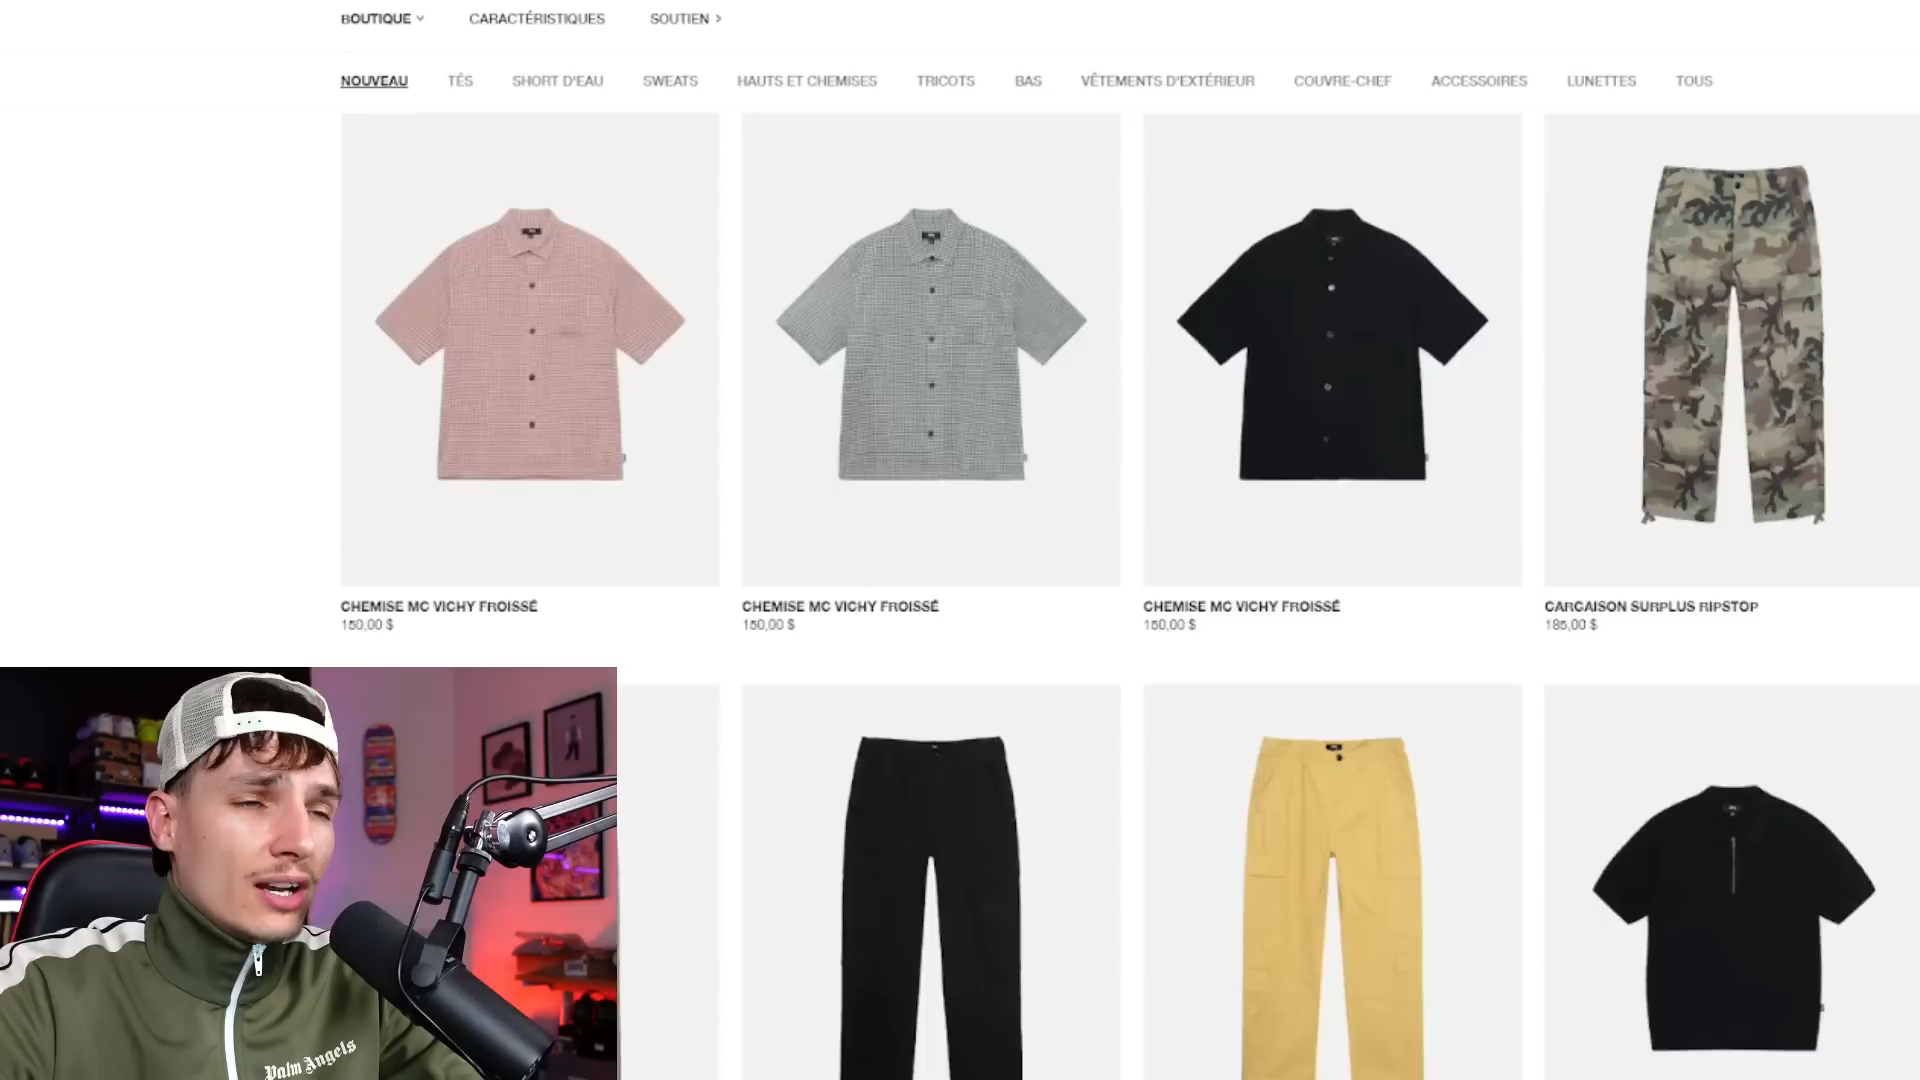 BOUTIQUE CARACTÉRISTIQUES SOUTIEN
NOUVEAU TÉS SHORT D'EAU SWEATS HAUTS ET CHEMISES TRICOTS BAS VÊTEMENTS D'EXTÉRIEUR COUVRE-CHEF ACCESSOIRES LUNETTES TOUS
CHEMISE MC VICHY FROISSÉ CHEMISE MC VICHY FROISSÉ CHEMISE MC VICHY FROISSÉ CARGAISON SURPLUS RIPSTOP
150,00 $ 150,00 $ 150,00 $ 185,00 $
Palm Angels